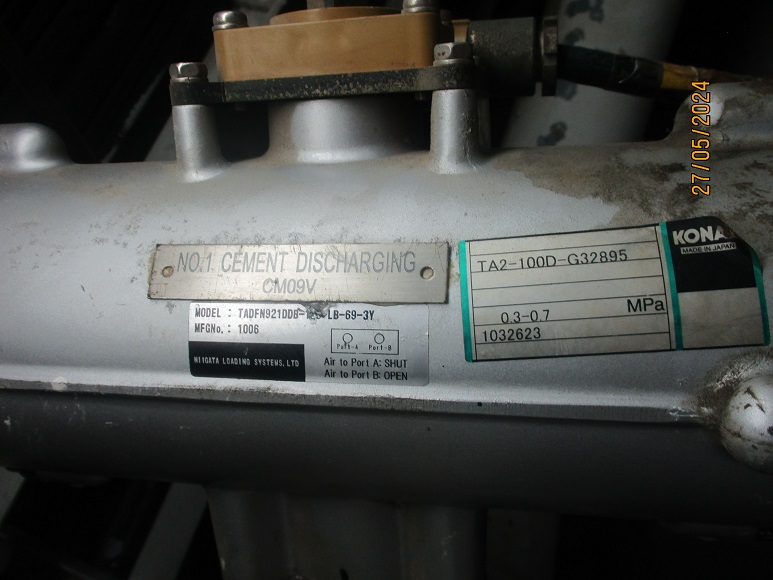 27/05/2024
NO.1 CEMENT DISCHARGING
CM09V
MODEL : LB-69-3Y
MFGNo. : 1006
Port-A Port-B
NIIGATA LOADING SYSTEMS, LTD
Air to Port A: SHUT
Air to Port B: OPEN
KONA
MADE IN JAPAN
TA2-100D-G32895
0.3-0.7 MPa
1032623